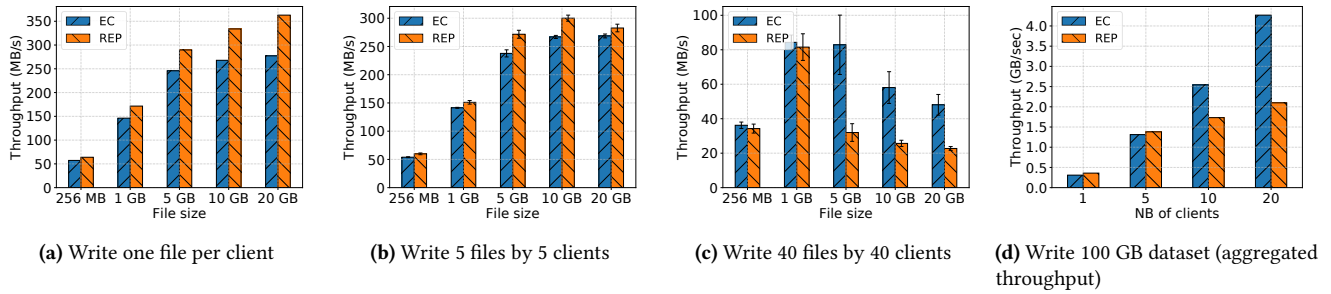 350
300
250
200
150
100
50
0
Throughput (MB/s)
EC
REP
256 MB 1 GB 5 GB 10 GB 20 GB
File size
(a) Write one file per client
300
250
200
150
100
50
0
Throughput (MB/s)
EC
REP
256 MB 1 GB 5 GB 10 GB 20 GB
File size
(b) Write 5 files by 5 clients
100
80
60
40
20
0
Throughput (MB/s)
EC
REP
256 MB 1 GB 5 GB 10 GB 20 GB
File size
(c) Write 40 files by 40 clients
4.0
3.5
3.0
2.5
2.0
1.5
1.0
0.5
0.0
Throughput (GB/sec)
EC
REP
1 5 10 20
NB of clients
(d) Write 100 GB dataset (aggregated
throughput)